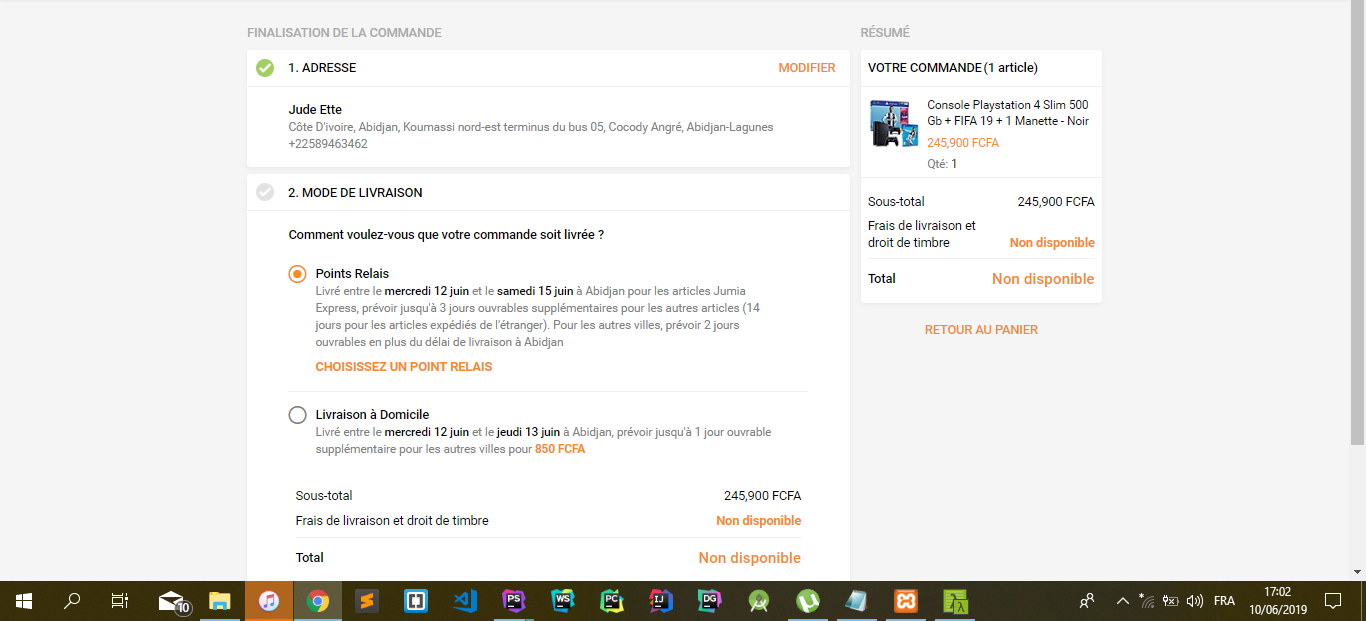 FINALISATION DE LA COMMANDE
1. ADRESSE
MODIFIER
Jude Ette
Côte D'ivoire, Abidjan, Koumassi nord-est terminus du bus 05, Cocody Angré, Abidjan-Lagunes
+22589463462
2. MODE DE LIVRAISON
Comment voulez-vous que votre commande soit livrée ?
Points Relais
Livré entre le mercredi 12 juin et le samedi 15 juin à Abidjan pour les articles Jumia
Express, prévoir jusqu'à 3 jours ouvrables supplémentaires pour les autres articles (14
jours pour les articles expédiés de l'étranger). Pour les autres villes, prévoir 2 jours
ouvrables en plus du délai de livraison à Abidjan
CHOISISSEZ UN POINT RELAIS
Livraison à Domicile
Livré entre le mercredi 12 juin et le jeudi 13 juin à Abidjan, prévoir jusqu'à 1 jour ouvrable
supplémentaire pour les autres villes pour 850 FCFA
Sous-total 245,900 FCFA
Frais de livraison et droit de timbre Non disponible
Total Non disponible
RÉSUMÉ
VOTRE COMMANDE (1 article)
Console Playstation 4 Slim 500
Gb + FIFA 19 + 1 Manette - Noir
245,900 FCFA
Qté: 1
Sous-total 245,900 FCFA
Frais de livraison et
droit de timbre Non disponible
Total Non disponible
RETOUR AU PANIER
10
PS
WS
PC
IJ
DG
FRA
17:02
10/06/2019